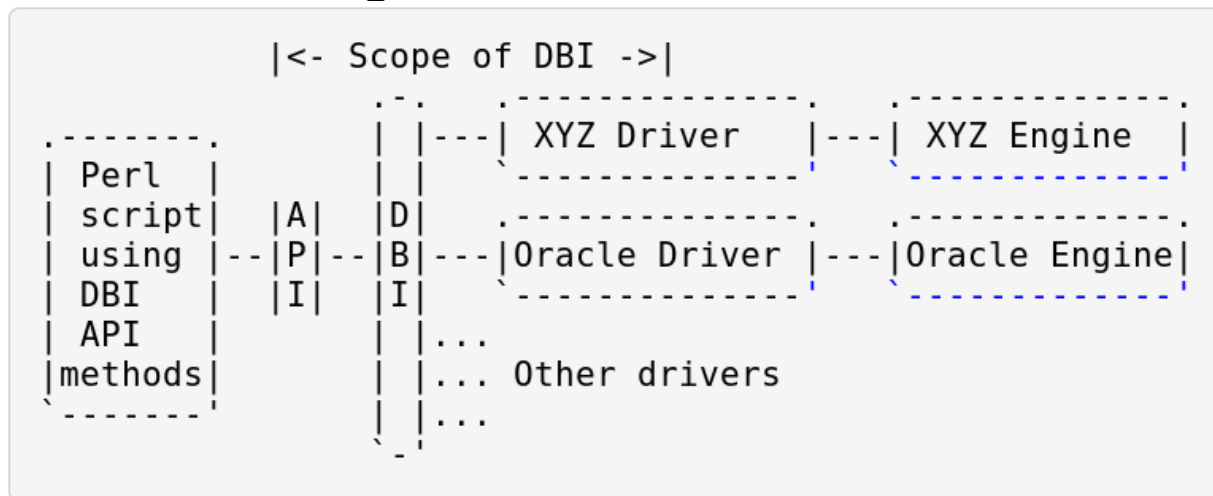 |<- Scope of DBI ->|
                  .-.   .--------------.   .-------------.
  .-------.       | |---| XYZ Driver   |---| XYZ Engine  |
  | Perl  |       | |   `--------------'   `-------------'
  | script|  |A|  |D|   .--------------.   .-------------.
  | using |--|P|--|B|---|Oracle Driver |---|Oracle Engine|
  | DBI   |  |I|  |I|   `--------------'   `-------------'
  | API   |       | |...
  |methods|       | |... Other drivers
  `-------'       | |...
                  `-'